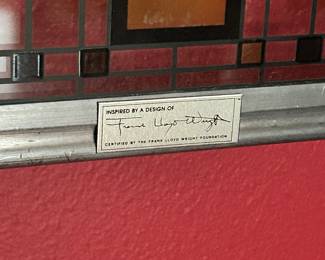 INSPIRED BY A DESIGN OF
Frank Lloyd Wright
CERTIFIED BY THE FRANK LLOYD WRIGHT FOUNDATION